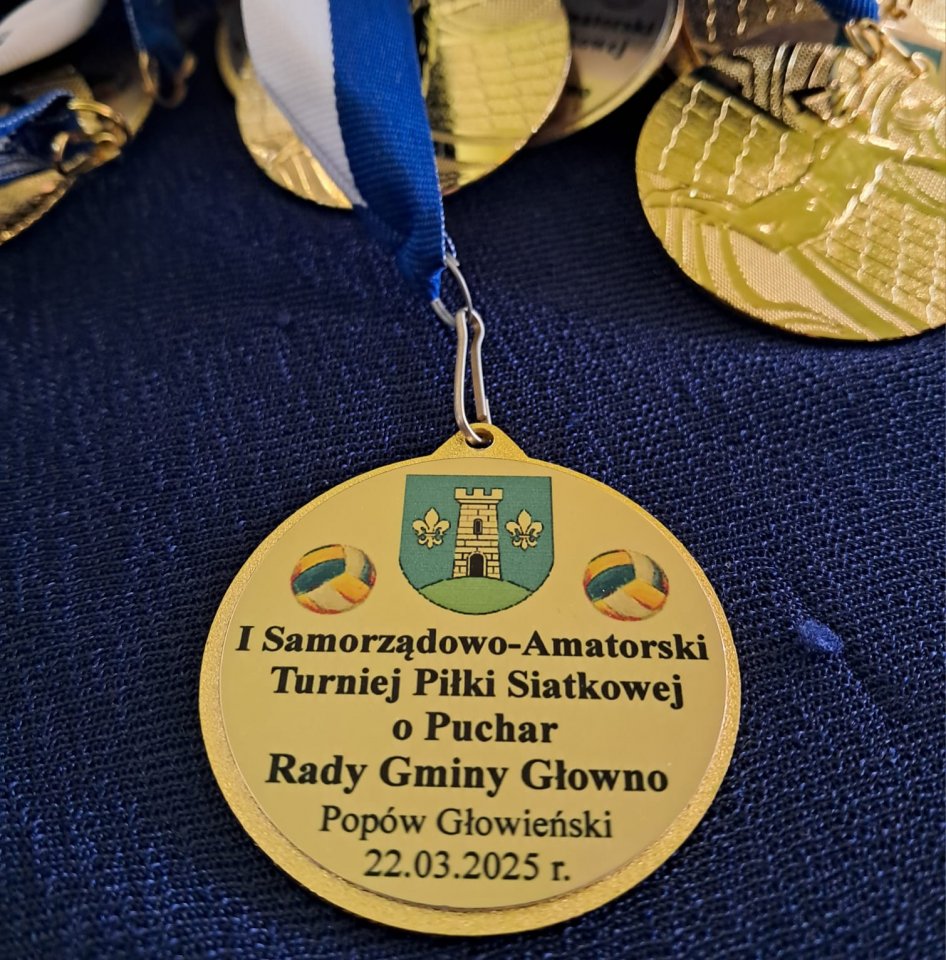 I Samorządowo-Amatorski
Turniej Piłki Siatkowej
o Puchar
Rady Gminy Głowno
Popów Głowieński
22.03.2025 r.